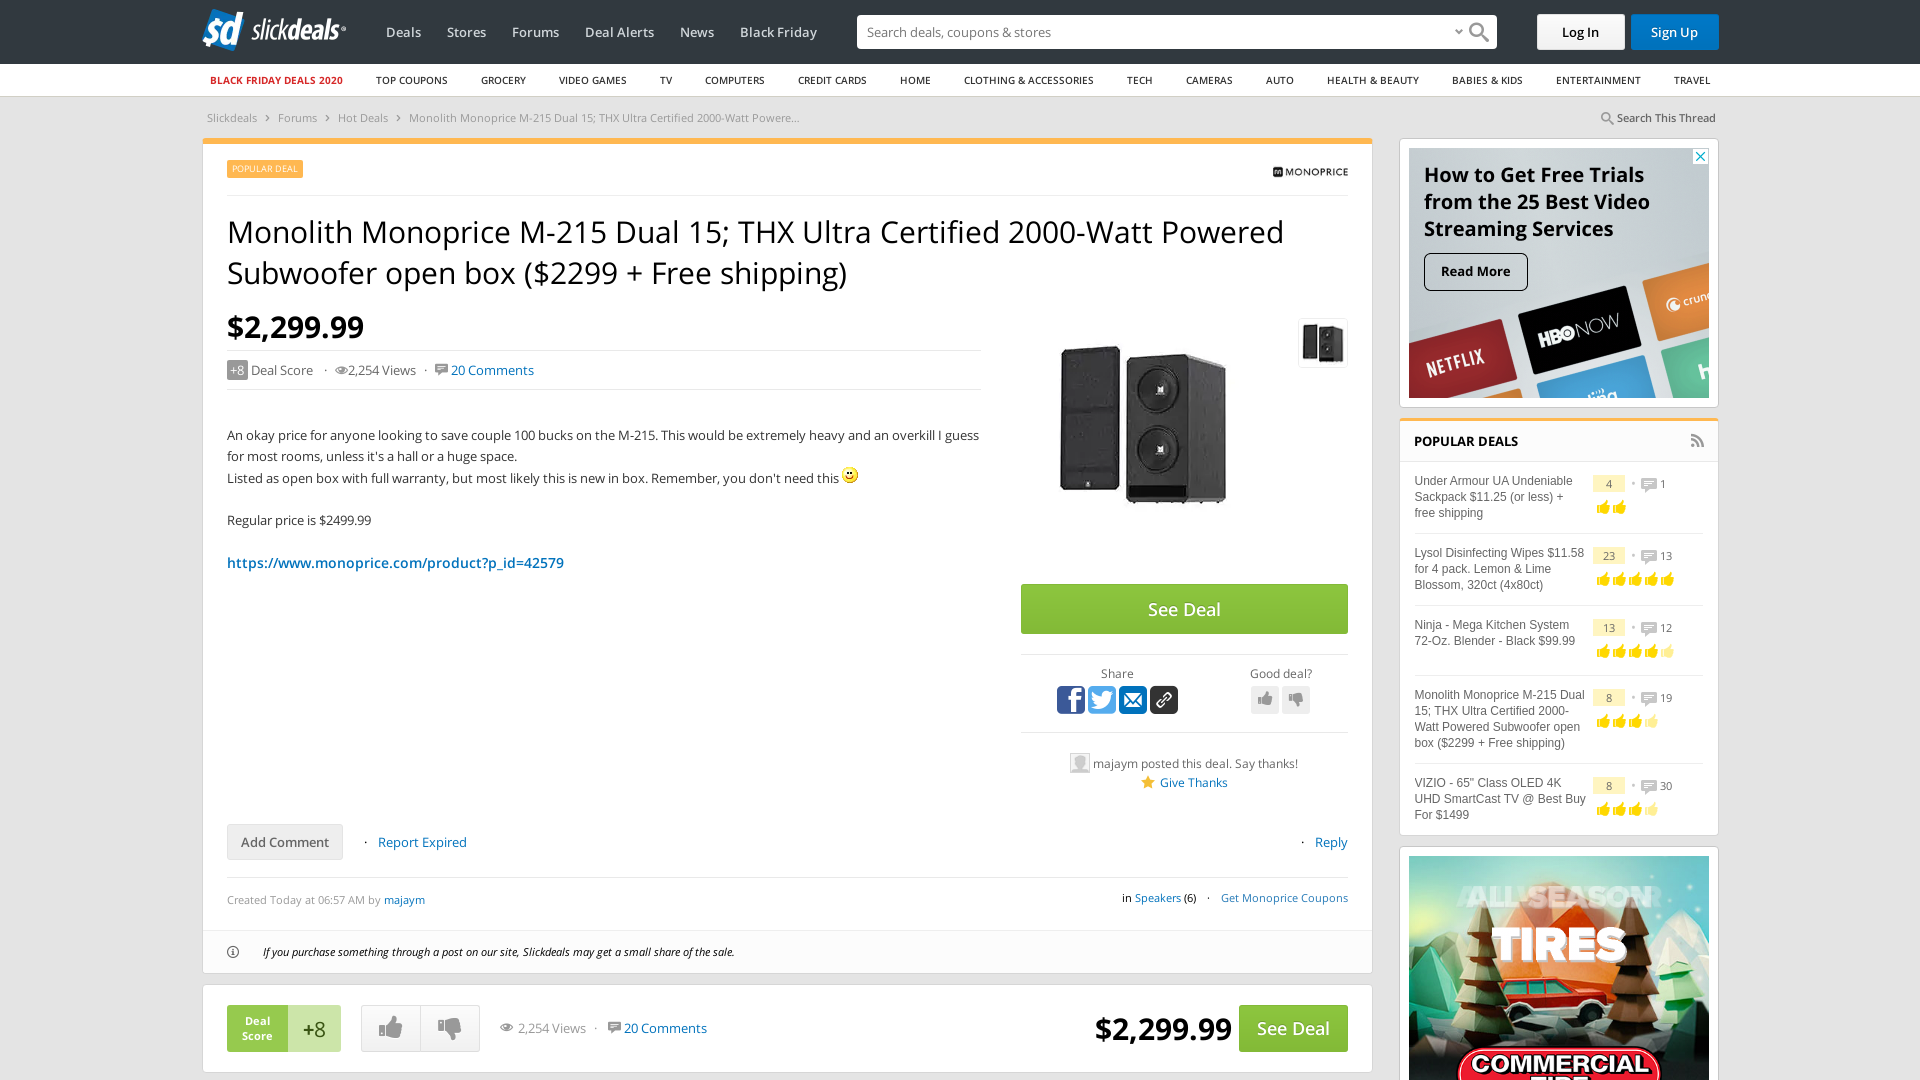 slickdeals
Deals
Stores
Forums
Deal Alerts
News
Black Friday
Search deals, coupons & stores
Log In
Sign Up
BLACK FRIDAY DEALS 2020
TOP COUPONS
GROCERY
VIDEO GAMES
TV
COMPUTERS
CREDIT CARDS
HOME
CLOTHING & ACCESSORIES
TECH
CAMERAS
AUTO
HEALTH & BEAUTY
BABIES & KIDS
ENTERTAINMENT
TRAVEL
Slickdeals › Forums › Hot Deals › Monolith Monoprice M-215 Dual 15; THX Ultra Certified 2000-Watt Powere...
Search This Thread
POPULAR DEAL
MONOPRICE
Monolith Monoprice M-215 Dual 15; THX Ultra Certified 2000-Watt Powered
Subwoofer open box ($2299 + Free shipping)
$2,299.99
+8 Deal Score · 2,254 Views · 20 Comments
An okay price for anyone looking to save couple 100 bucks on the M-215. This would be extremely heavy and an overkill I guess
for most rooms, unless it's a hall or a huge space.
Listed as open box with full warranty, but most likely this is new in box. Remember, you don't need this
Regular price is $2499.99
https://www.monoprice.com/product?p_id=42579
See Deal
Share
Good deal?
majaym posted this deal. Say thanks!
Give Thanks
Add Comment · Report Expired
· Reply
Created Today at 06:57 AM by majaym
in Speakers (6) · Get Monoprice Coupons
If you purchase something through a post on our site, Slickdeals may get a small share of the sale.
Deal
Score
+8
2,254 Views · 20 Comments
$2,299.99
See Deal
How to Get Free Trials
from the 25 Best Video
Streaming Services
Read More
NETFLIX
HBO NOW
crun
POPULAR DEALS
Under Armour UA Undeniable
Sackpack $11.25 (or less) +
free shipping
4 • 1
Lysol Disinfecting Wipes $11.58
for 4 pack. Lemon & Lime
Blossom, 320ct (4x80ct)
23 • 13
Ninja - Mega Kitchen System
72-Oz. Blender - Black $99.99
13 • 12
Monolith Monoprice M-215 Dual
15; THX Ultra Certified 2000-
Watt Powered Subwoofer open
box ($2299 + Free shipping)
8 • 19
VIZIO - 65" Class OLED 4K
UHD SmartCast TV @ Best Buy
For $1499
8 • 30
ALL-SEASON
TIRES
COMMERCIAL
TIRE